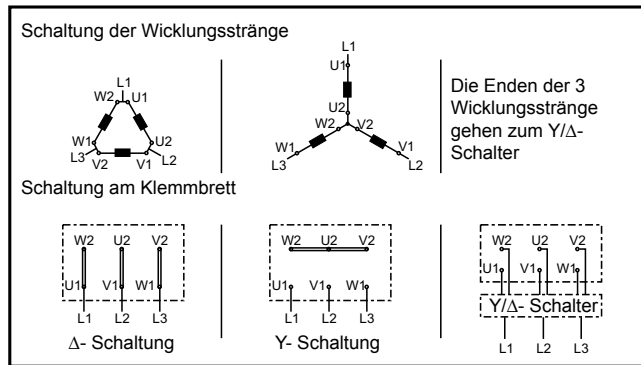 Schaltung der Wicklungsstränge
L1
W2 U1
W1 U2
L3 V2 V1 L2
L1
U1
U2
W2 V2
W1 V1
L3 L2
Die Enden der 3
Wicklungsstränge
gehen zum Y/Δ-
Schalter
Schaltung am Klemmbrett
W2 U2 V2
U1 V1 W1
L1 L2 L3
Δ- Schaltung
W2 U2 V2
U1 V1 W1
L1 L2 L3
Y- Schaltung
W2 U2 V2
U1 V1 W1
Y/Δ- Schalter
L1 L2 L3